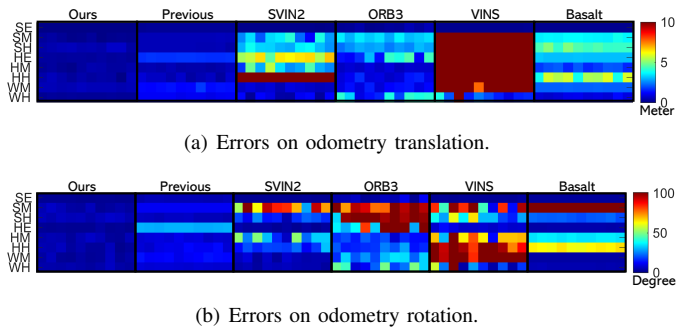 Ours Previous SVIN2 ORB3 VINS Basalt
SE
SM
SH
HE
HM
HH
WM
WH
10
5
0
Meter
(a) Errors on odometry translation.
Ours Previous SVIN2 ORB3 VINS Basalt
SE
SM
SH
HE
HM
HH
WM
WH
100
50
0
Degree
(b) Errors on odometry rotation.